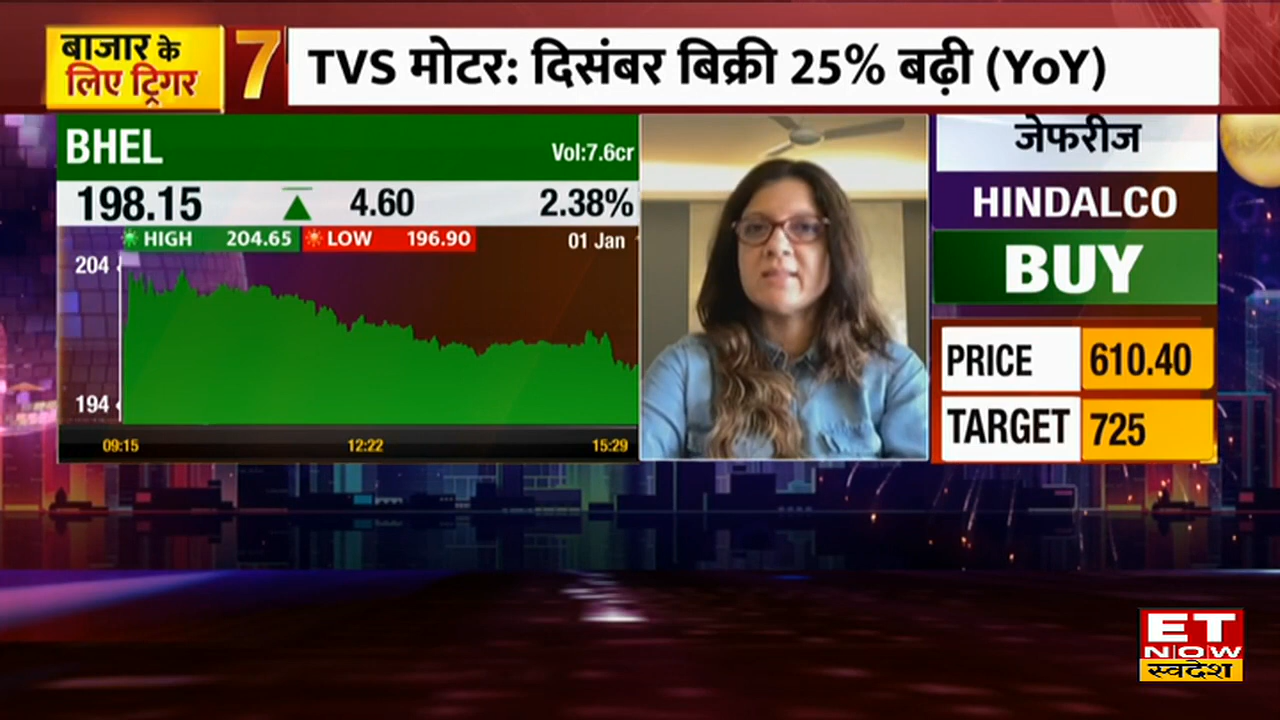 बाजार के
लिए ट्रिगर
7
TVS मोटर: दिसंबर बिक्री 25% बढ़ी (YoY)
BHEL
Vol:7.6cr
198.15 4.60 2.38%
HIGH 204.65 LOW 196.90 01 Jan
204
194
09:15 12:22 15:29
जेफरीज
HINDALCO
BUY
PRICE 610.40
TARGET 725
ET
NOW
स्वदेश